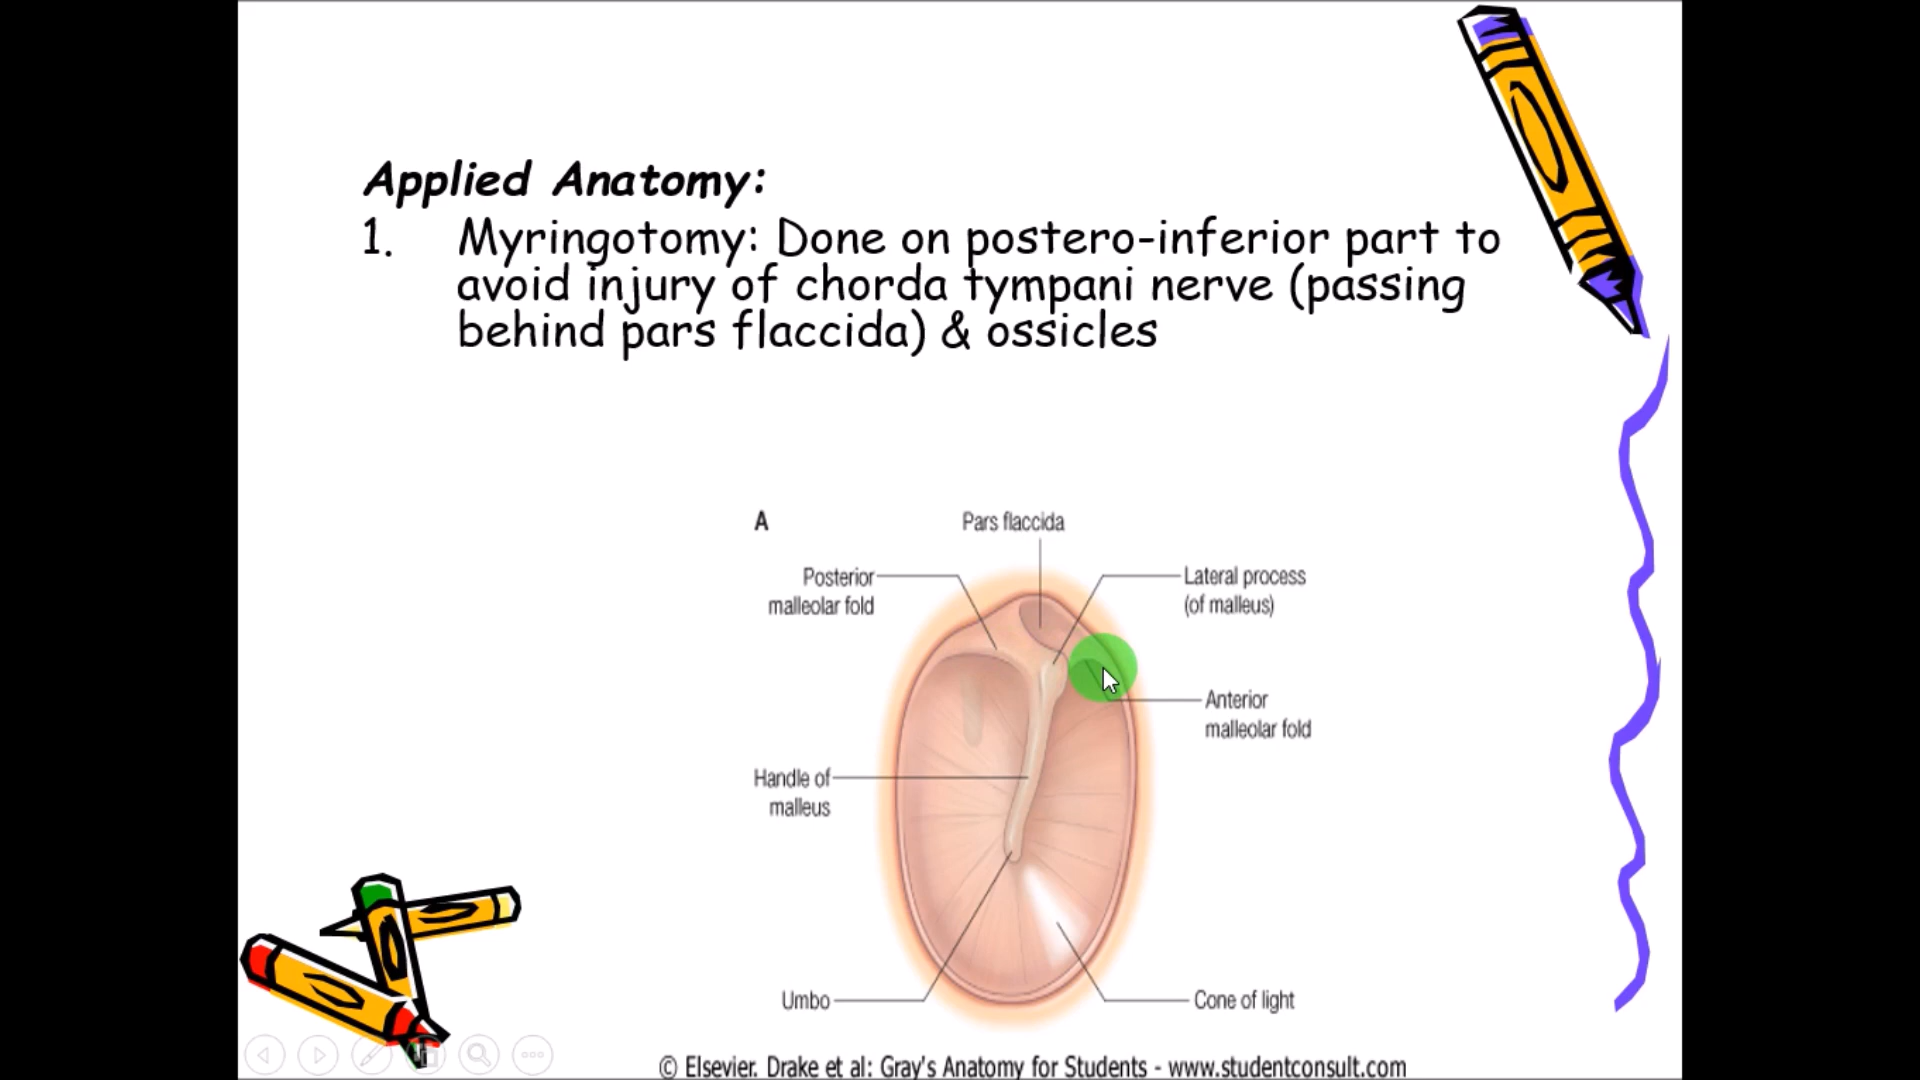 Applied Anatomy:
1. Myringotomy: Done on postero-inferior part to
avoid injury of chorda tympani nerve (passing
behind pars flaccida) & ossicles
A
Pars flaccida
Posterior
malleolar fold
Lateral process
(of malleus)
Anterior
malleolar fold
Handle of
malleus
Umbo
Cone of light
© Elsevier. Drake et al: Gray's Anatomy for Students - www.studentconsult.com